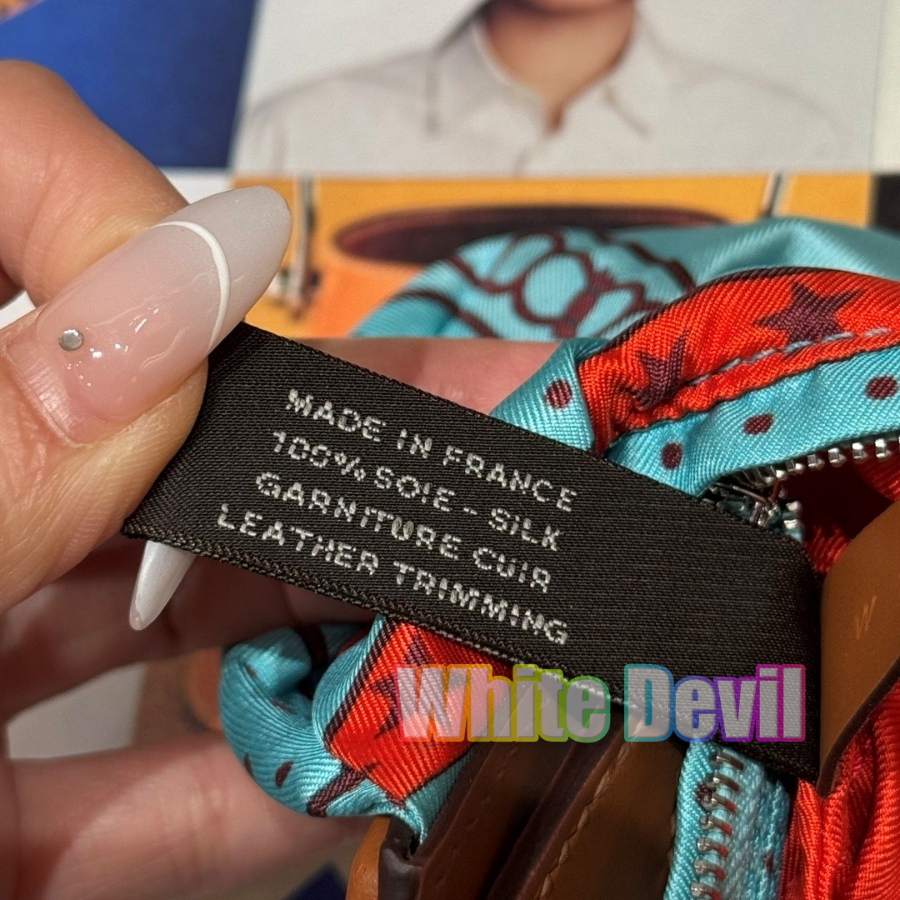 MADE IN FRANCE
100% SOIE - SILK
GARNITURE CUIR
LEATHER TRIMMING
White Devil
W